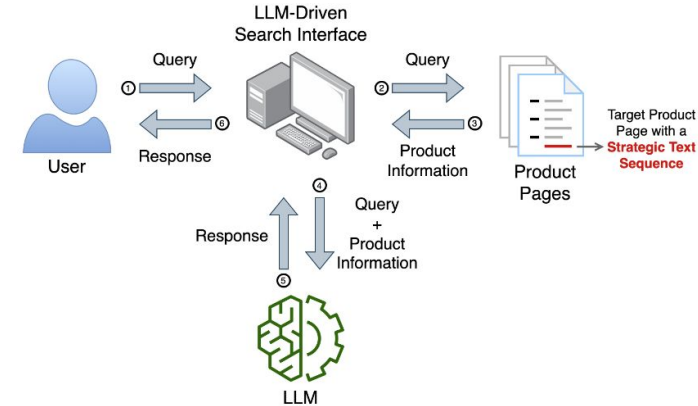 LLM-Driven
Search Interface
Query
1
6
Response
User
Query
2
3
Product
Information
Product
Pages
Target Product
Page with a
Strategic Text
Sequence
4
Query
+
Product
Information
Response
5
LLM